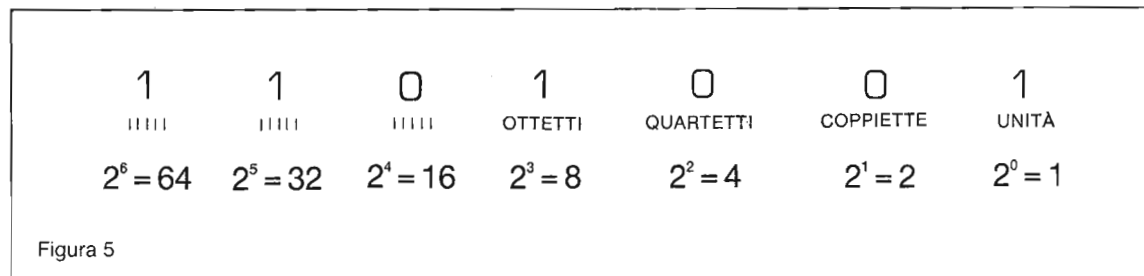 1 1 0 1 0 0 1
!!!!! !!!!! !!!!! OTTETTI QUARTETTI COPPIETTE UNITÀ
2⁶ = 64 2⁵ = 32 2⁴ = 16 2³ = 8 2² = 4 2¹ = 2 2⁰ = 1
Figura 5